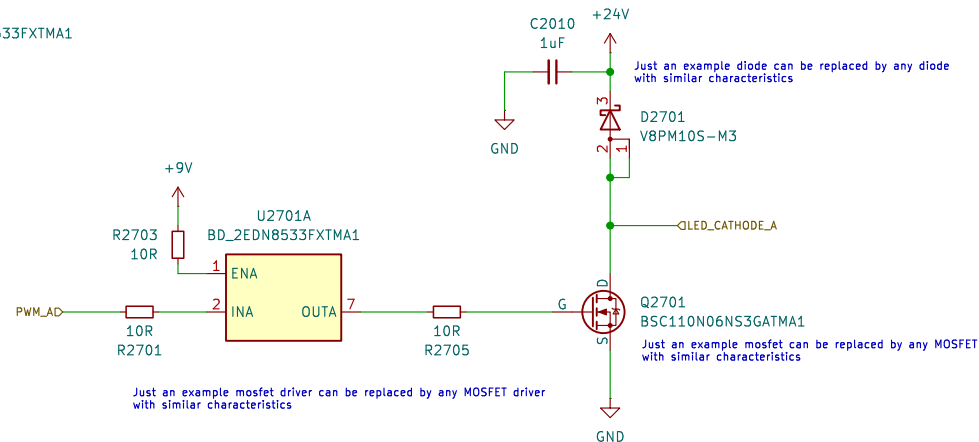 33FXTMA1
+24V
C2010
1uF
Just an example diode can be replaced by any diode
with similar characteristics
3
D2701
V8PM10S-M3
2
1
GND
+9V
R2703
10R
U2701A
BD_2EDN8533FXTMA1
LED_CATHODE_A
1
ENA
PWM_A
10R
R2701
2
INA
OUTA
7
10R
R2705
G
D
S
Q2701
BSC110N06NS3GATMA1
Just an example mosfet can be replaced by any MOSFET
with similar characteristics
Just an example mosfet driver can be replaced by any MOSFET driver
with similar characteristics
GND